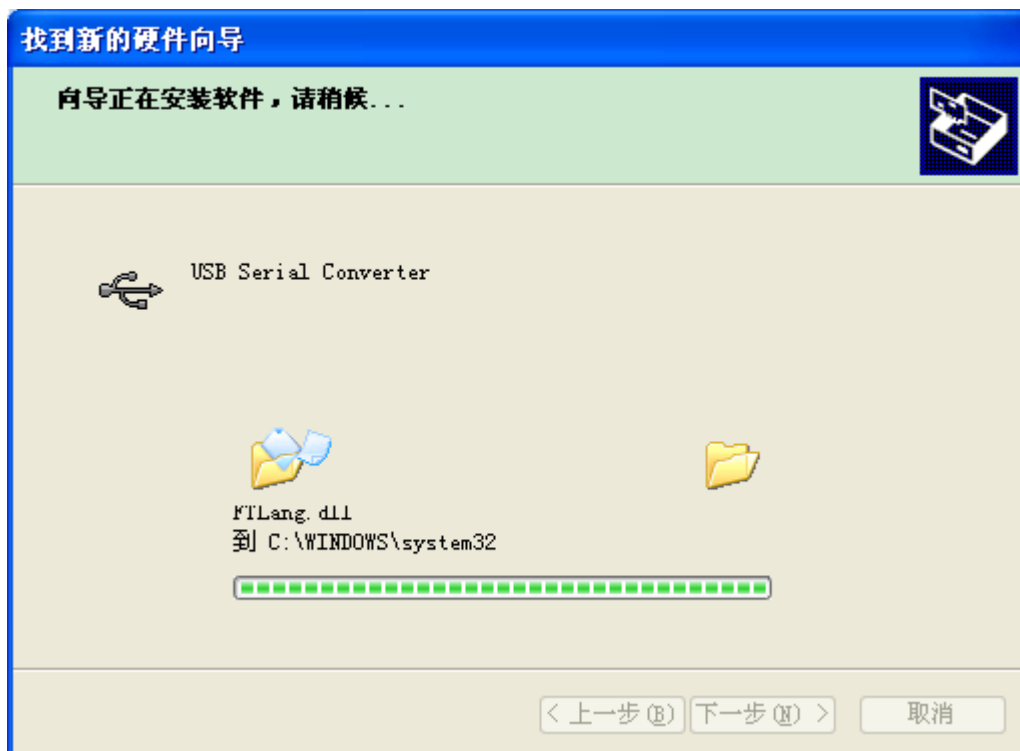 找到新的硬件向导
向导正在安装软件，请稍候...
USB Serial Converter
FTLang.dll
到 C:\WINDOWS\system32
< 上一步(B) 下一步(N) > 取消